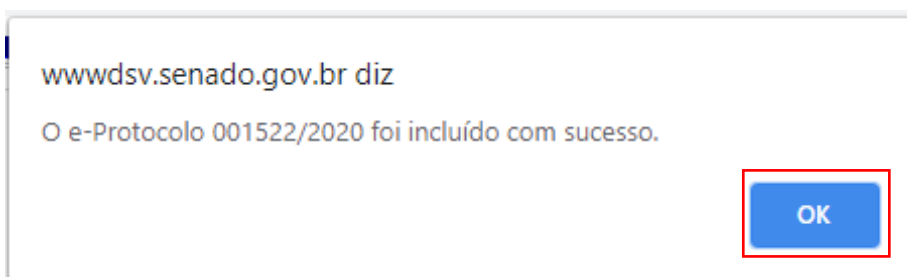 wwwdsv.senado.gov.br diz
O e-Protocolo 001522/2020 foi incluído com sucesso.
OK